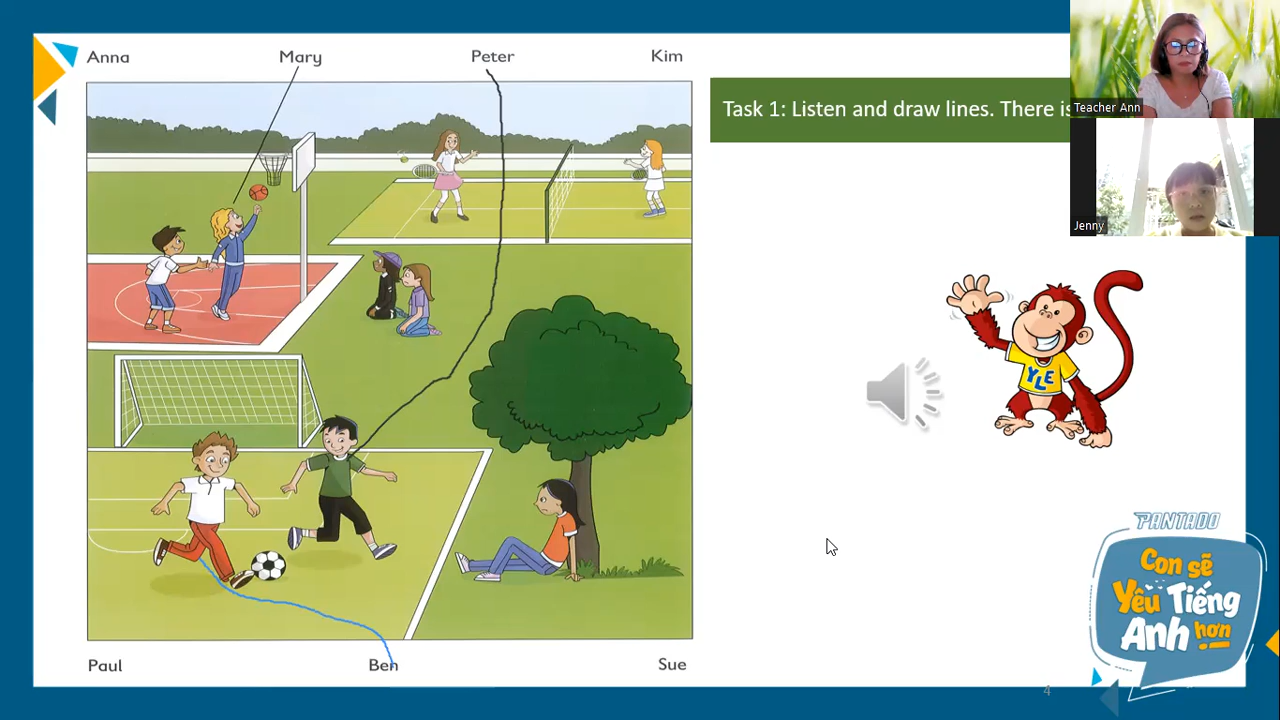 Anna Mary Peter Kim
Task 1: Listen and draw lines. There is
Teacher Ann
Jenny
YLE
PANTADO
Con sẽ
Yêu Tiếng
Anh hơn
Paul Ben Sue
4